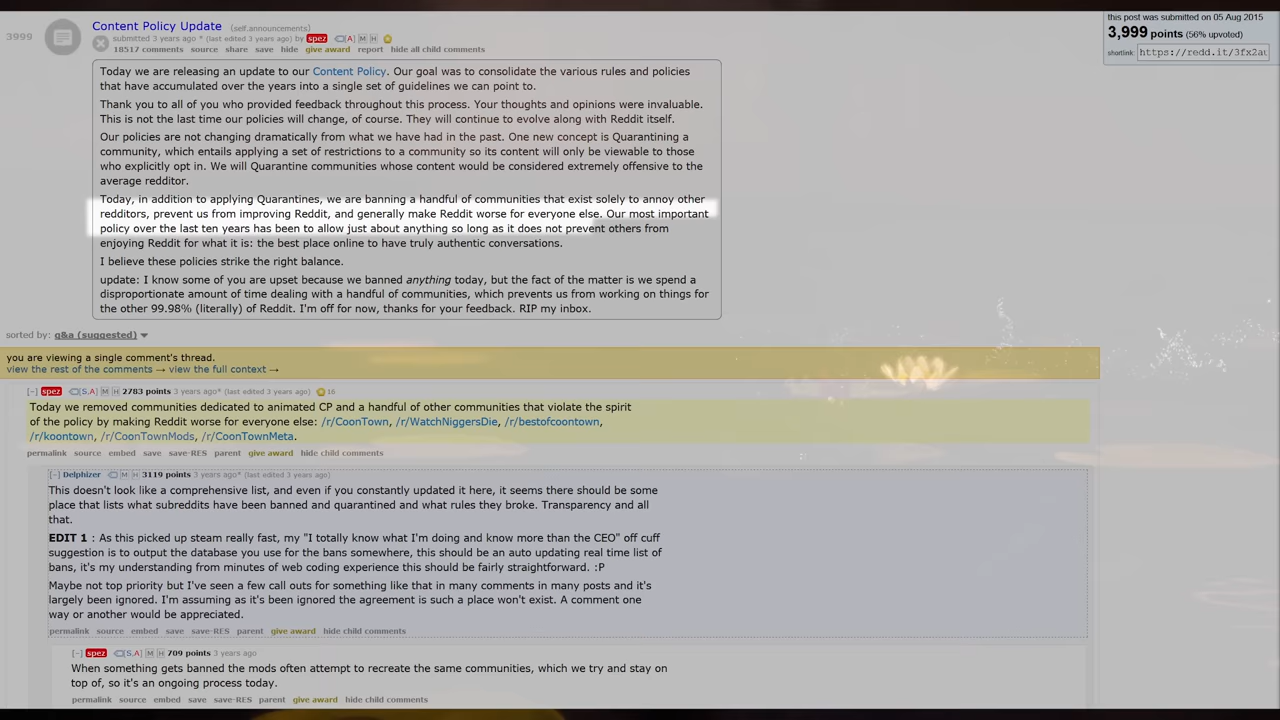 3999
Content Policy Update (self.announcements)
submitted 3 years ago * (last edited 3 years ago) by spez [A] M H
18517 comments source share save hide give award report hide all child comments
Today we are releasing an update to our Content Policy. Our goal was to consolidate the various rules and policies
that have accumulated over the years into a single set of guidelines we can point to.
Thank you to all of you who provided feedback throughout this process. Your thoughts and opinions were invaluable.
This is not the last time our policies will change, of course. They will continue to evolve along with Reddit itself.
Our policies are not changing dramatically from what we have had in the past. One new concept is Quarantining a
community, which entails applying a set of restrictions to a community so its content will only be viewable to those
who explicitly opt in. We will Quarantine communities whose content would be considered extremely offensive to the
average redditor.
Today, in addition to applying Quarantines, we are banning a handful of communities that exist solely to annoy other
redditors, prevent us from improving Reddit, and generally make Reddit worse for everyone else. Our most important
policy over the last ten years has been to allow just about anything so long as it does not prevent others from
enjoying Reddit for what it is: the best place online to have truly authentic conversations.
I believe these policies strike the right balance.
update: I know some of you are upset because we banned anything today, but the fact of the matter is we spend a
disproportionate amount of time dealing with a handful of communities, which prevents us from working on things for
the other 99.98% (literally) of Reddit. I'm off for now, thanks for your feedback. RIP my inbox.
this post was submitted on 05 Aug 2015
3,999 points (56% upvoted)
shortlink: https://redd.it/3fx2au
sorted by: q&a (suggested)
you are viewing a single comment's thread.
view the rest of the comments → view the full context →
[–] spez [S,A] M H 2783 points 3 years ago* (last edited 3 years ago) 16
Today we removed communities dedicated to animated CP and a handful of other communities that violate the spirit
of the policy by making Reddit worse for everyone else: /r/CoonTown, /r/WatchNiggersDie, /r/bestofcoontown,
/r/koontown, /r/CoonTownMods, /r/CoonTownMeta.
permalink source embed save save-RES parent give award hide child comments
[–] Delphizer M H 3119 points 3 years ago* (last edited 3 years ago)
This doesn't look like a comprehensive list, and even if you constantly updated it here, it seems there should be some
place that lists what subreddits have been banned and quarantined and what rules they broke. Transparency and all
that.
EDIT 1 : As this picked up steam really fast, my "I totally know what I'm doing and know more than the CEO" off cuff
suggestion is to output the database you use for the bans somewhere, this should be an auto updating real time list of
bans, it's my understanding from minutes of web coding experience this should be fairly straightforward. :P
Maybe not top priority but I've seen a few call outs for something like that in many comments in many posts and it's
largely been ignored. I'm assuming as it's been ignored the agreement is such a place won't exist. A comment one
way or another would be appreciated.
permalink source embed save save-RES parent give award hide child comments
[–] spez [S,A] M H 709 points 3 years ago
When something gets banned the mods often attempt to recreate the same communities, which we try and stay on
top of, so it's an ongoing process today.
permalink source embed save save-RES parent give award hide child comments